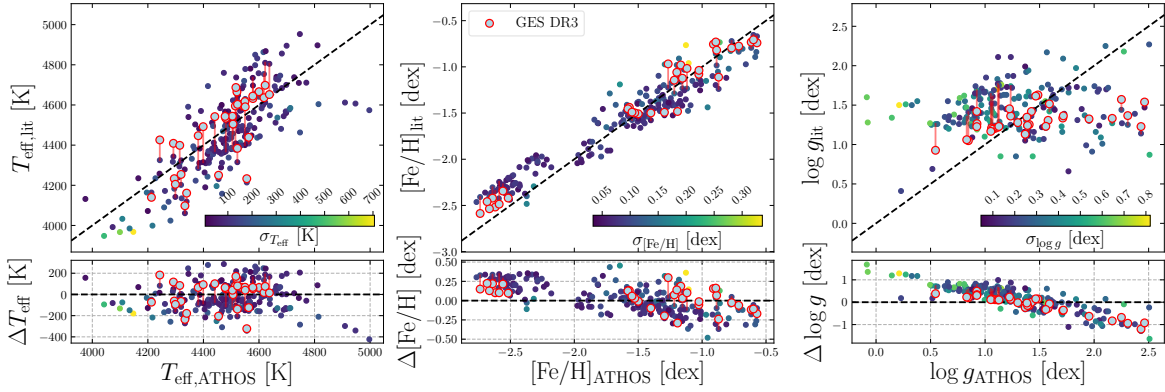 5000
4800
4600
4400
4200
4000
T_eff,lit [K]
100 200 300 400 500 600 700
σ_T_eff [K]
200
0
−200
−400
ΔT_eff [K]
4000 4200 4400 4600 4800 5000
T_eff,ATHOS [K]
GES DR3
−0.5
−1.0
−1.5
−2.0
−2.5
−3.0
[Fe/H]_lit [dex]
0.05 0.10 0.15 0.20 0.25 0.30
σ_[Fe/H] [dex]
0.50
0.25
0.00
−0.25
−0.50
Δ[Fe/H] [dex]
−2.5 −2.0 −1.5 −1.0 −0.5
[Fe/H]_ATHOS [dex]
2.5
2.0
1.5
1.0
0.5
0.0
log g_lit [dex]
0.1 0.2 0.3 0.4 0.5 0.6 0.7 0.8
σ_log g [dex]
1
0
−1
Δ log g [dex]
0.0 0.5 1.0 1.5 2.0 2.5
log g_ATHOS [dex]